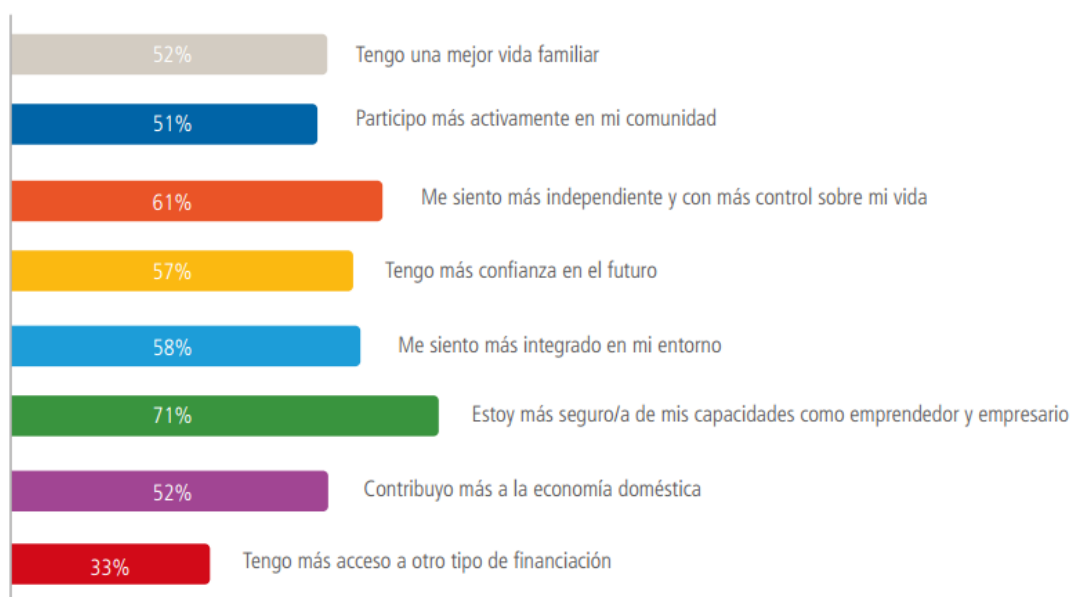 52% Tengo una mejor vida familiar
51% Participo más activamente en mi comunidad
61% Me siento más independiente y con más control sobre mi vida
57% Tengo más confianza en el futuro
58% Me siento más integrado en mi entorno
71% Estoy más seguro/a de mis capacidades como emprendedor y empresario
52% Contribuyo más a la economía doméstica
33% Tengo más acceso a otro tipo de financiación